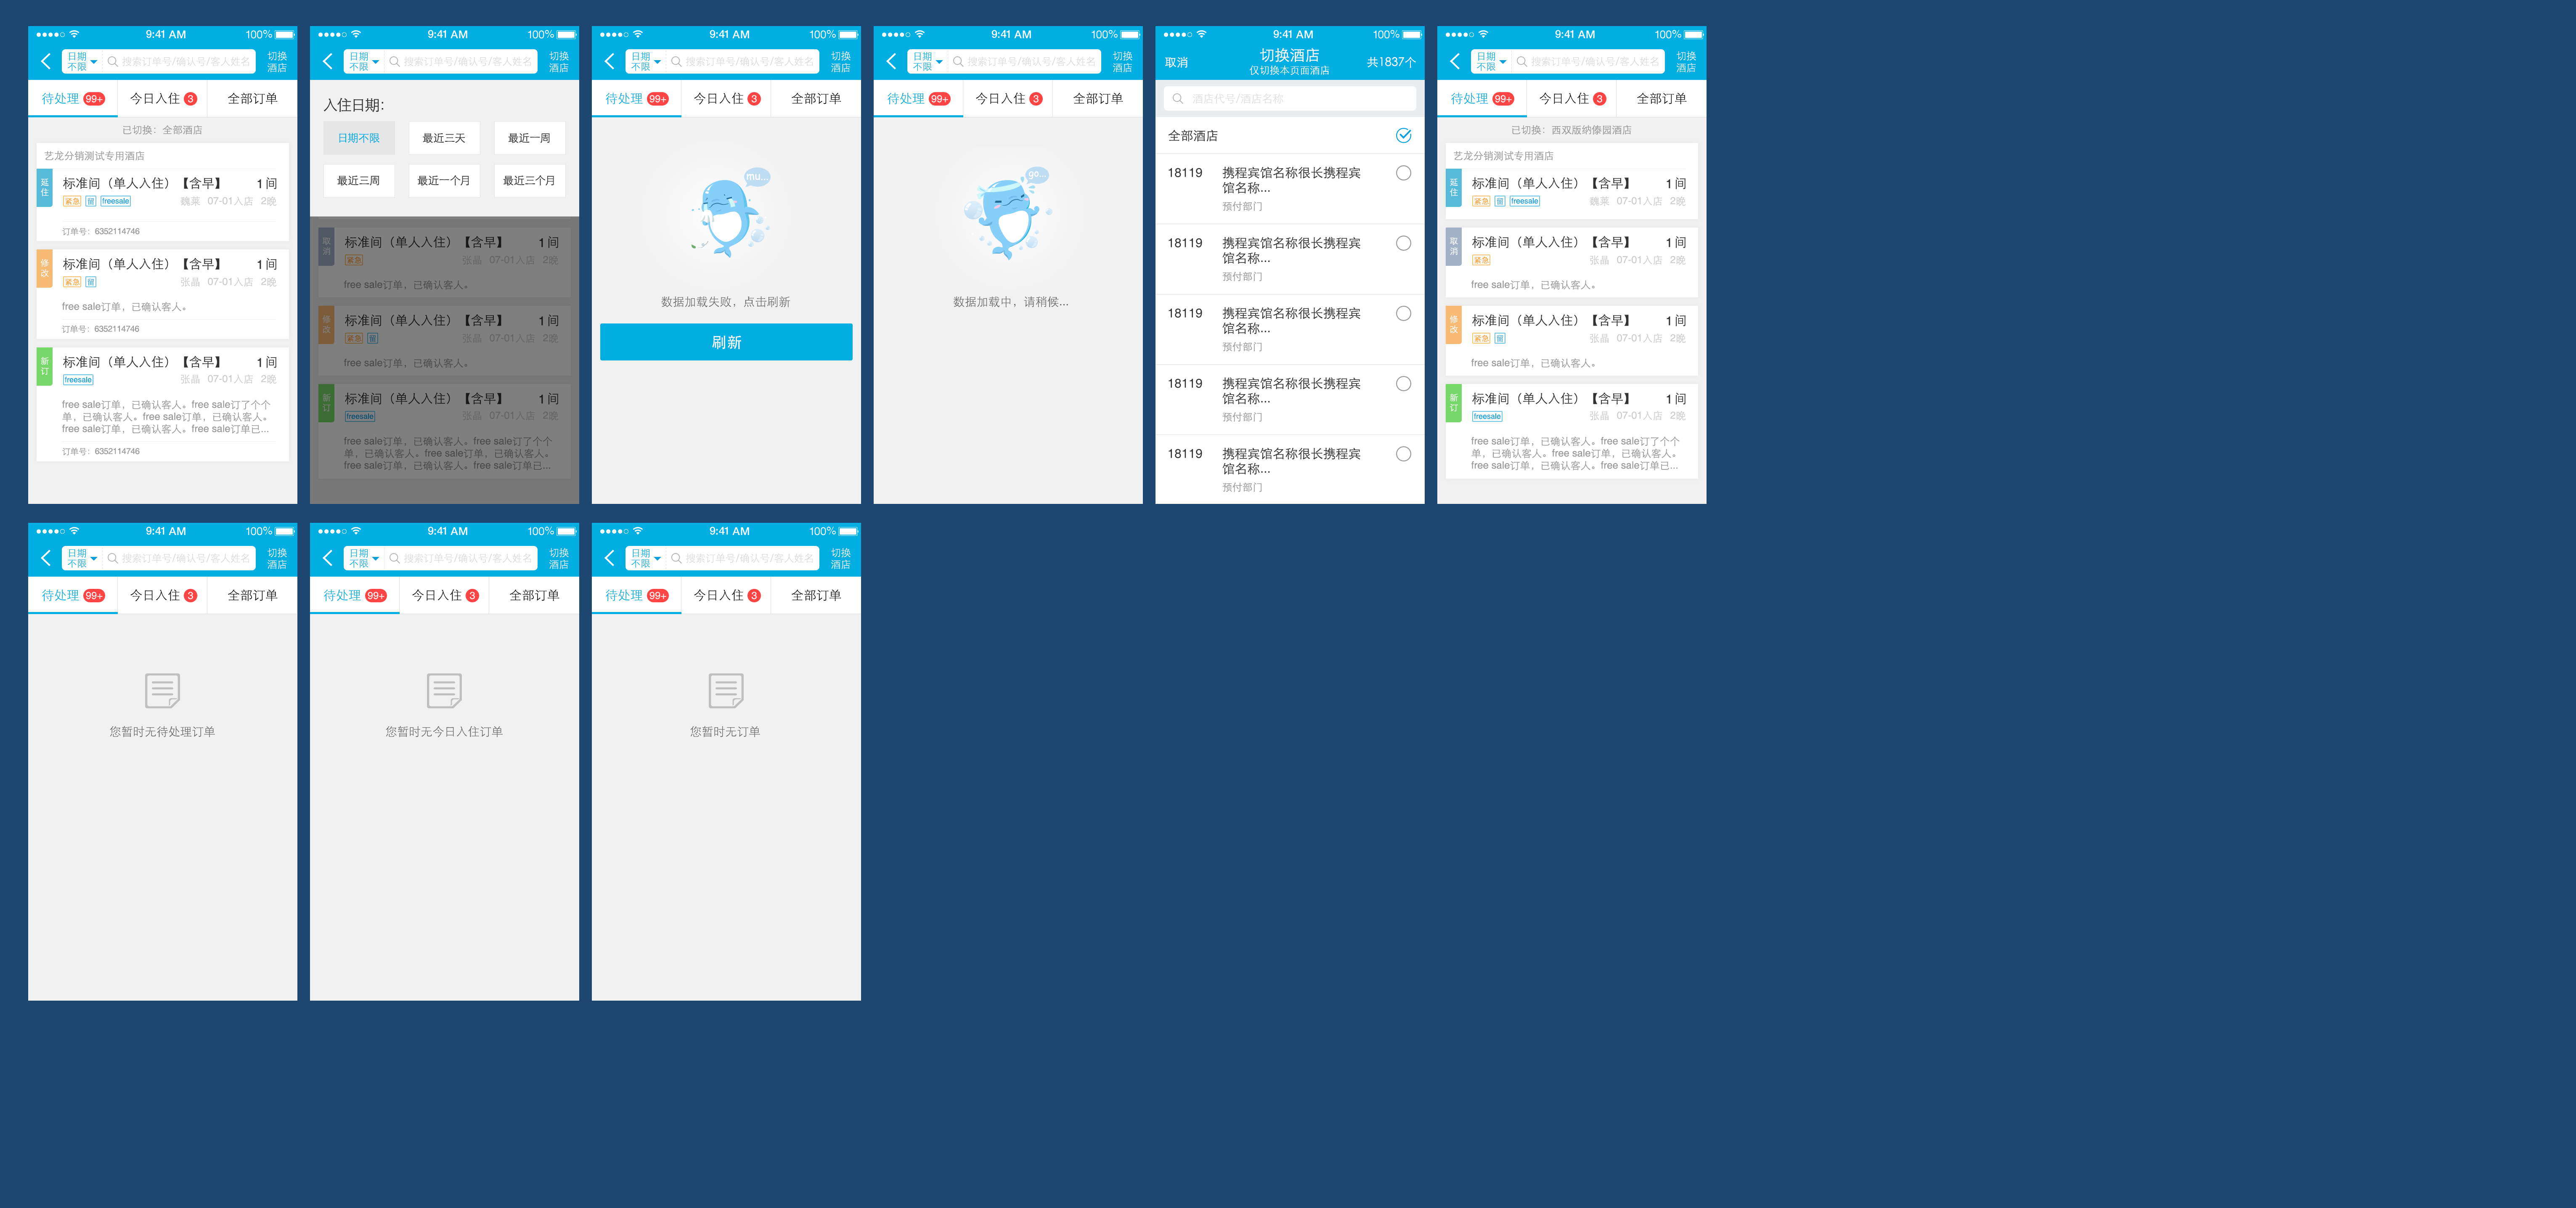 9:41 AM
100%
日期
不限
搜索订单号/确认号/客人姓名
切换
酒店
待处理 99+
今日入住 3
全部订单
已切换：全部酒店
艺龙分销测试专用酒店
延住
标准间（单人入住）【含早】 1 间
紧急 留 freesale
魏菜 07-01入店 2晚
订单号：6352114746
修改
标准间（单人入住）【含早】 1 间
紧急 留
张晶 07-01入店 2晚
free sale订单，已确认客人。
订单号：6352114746
新订
标准间（单人入住）【含早】 1 间
freesale
张晶 07-01入店 2晚
free sale订单，已确认客人。free sale订了个个
单，已确认客人。free sale订单，已确认客人。
free sale订单，已确认客人。free sale订单已...
订单号：6352114746
9:41 AM
100%
日期
不限
搜索订单号/确认号/客人姓名
切换
酒店
入住日期：
日期不限
最近三天
最近一周
最近三周
最近一个月
最近三个月
取消
标准间（单人入住）【含早】 1 间
紧急
张晶 07-01入店 2晚
free sale订单，已确认客人。
修改
标准间（单人入住）【含早】 1 间
紧急 留
张晶 07-01入店 2晚
free sale订单，已确认客人。
新订
标准间（单人入住）【含早】 1 间
freesale
张晶 07-01入店 2晚
free sale订单，已确认客人。free sale订了个个
单，已确认客人。free sale订单，已确认客人。
free sale订单，已确认客人。free sale订单已...
9:41 AM
100%
日期
不限
搜索订单号/确认号/客人姓名
切换
酒店
待处理 99+
今日入住 3
全部订单
mu...
数据加载失败，点击刷新
刷新
9:41 AM
100%
日期
不限
搜索订单号/确认号/客人姓名
切换
酒店
待处理 99+
今日入住 3
全部订单
go...
数据加载中，请稍候...
9:41 AM
100%
取消
切换酒店
仅切换本页面酒店
共1837个
酒店代号/酒店名称
全部酒店
18119
携程宾馆名称很长携程宾
馆名称...
预付部门
18119
携程宾馆名称很长携程宾
馆名称...
预付部门
18119
携程宾馆名称很长携程宾
馆名称...
预付部门
18119
携程宾馆名称很长携程宾
馆名称...
预付部门
18119
携程宾馆名称很长携程宾
馆名称...
预付部门
9:41 AM
100%
日期
不限
搜索订单号/确认号/客人姓名
切换
酒店
待处理 99+
今日入住 3
全部订单
已切换：西双版纳傣园酒店
艺龙分销测试专用酒店
延住
标准间（单人入住）【含早】 1 间
紧急 留 freesale
魏菜 07-01入店 2晚
取消
标准间（单人入住）【含早】 1 间
紧急
张晶 07-01入店 2晚
free sale订单，已确认客人。
修改
标准间（单人入住）【含早】 1 间
紧急 留
张晶 07-01入店 2晚
free sale订单，已确认客人。
新订
标准间（单人入住）【含早】 1 间
freesale
张晶 07-01入店 2晚
free sale订单，已确认客人。free sale订了个个
单，已确认客人。free sale订单，已确认客人。
free sale订单，已确认客人。free sale订单已...
9:41 AM
100%
日期
不限
搜索订单号/确认号/客人姓名
切换
酒店
待处理 99+
今日入住 3
全部订单
您暂时无待处理订单
9:41 AM
100%
日期
不限
搜索订单号/确认号/客人姓名
切换
酒店
待处理 99+
今日入住 3
全部订单
您暂时无今日入住订单
9:41 AM
100%
日期
不限
搜索订单号/确认号/客人姓名
切换
酒店
待处理 99+
今日入住 3
全部订单
您暂时无订单